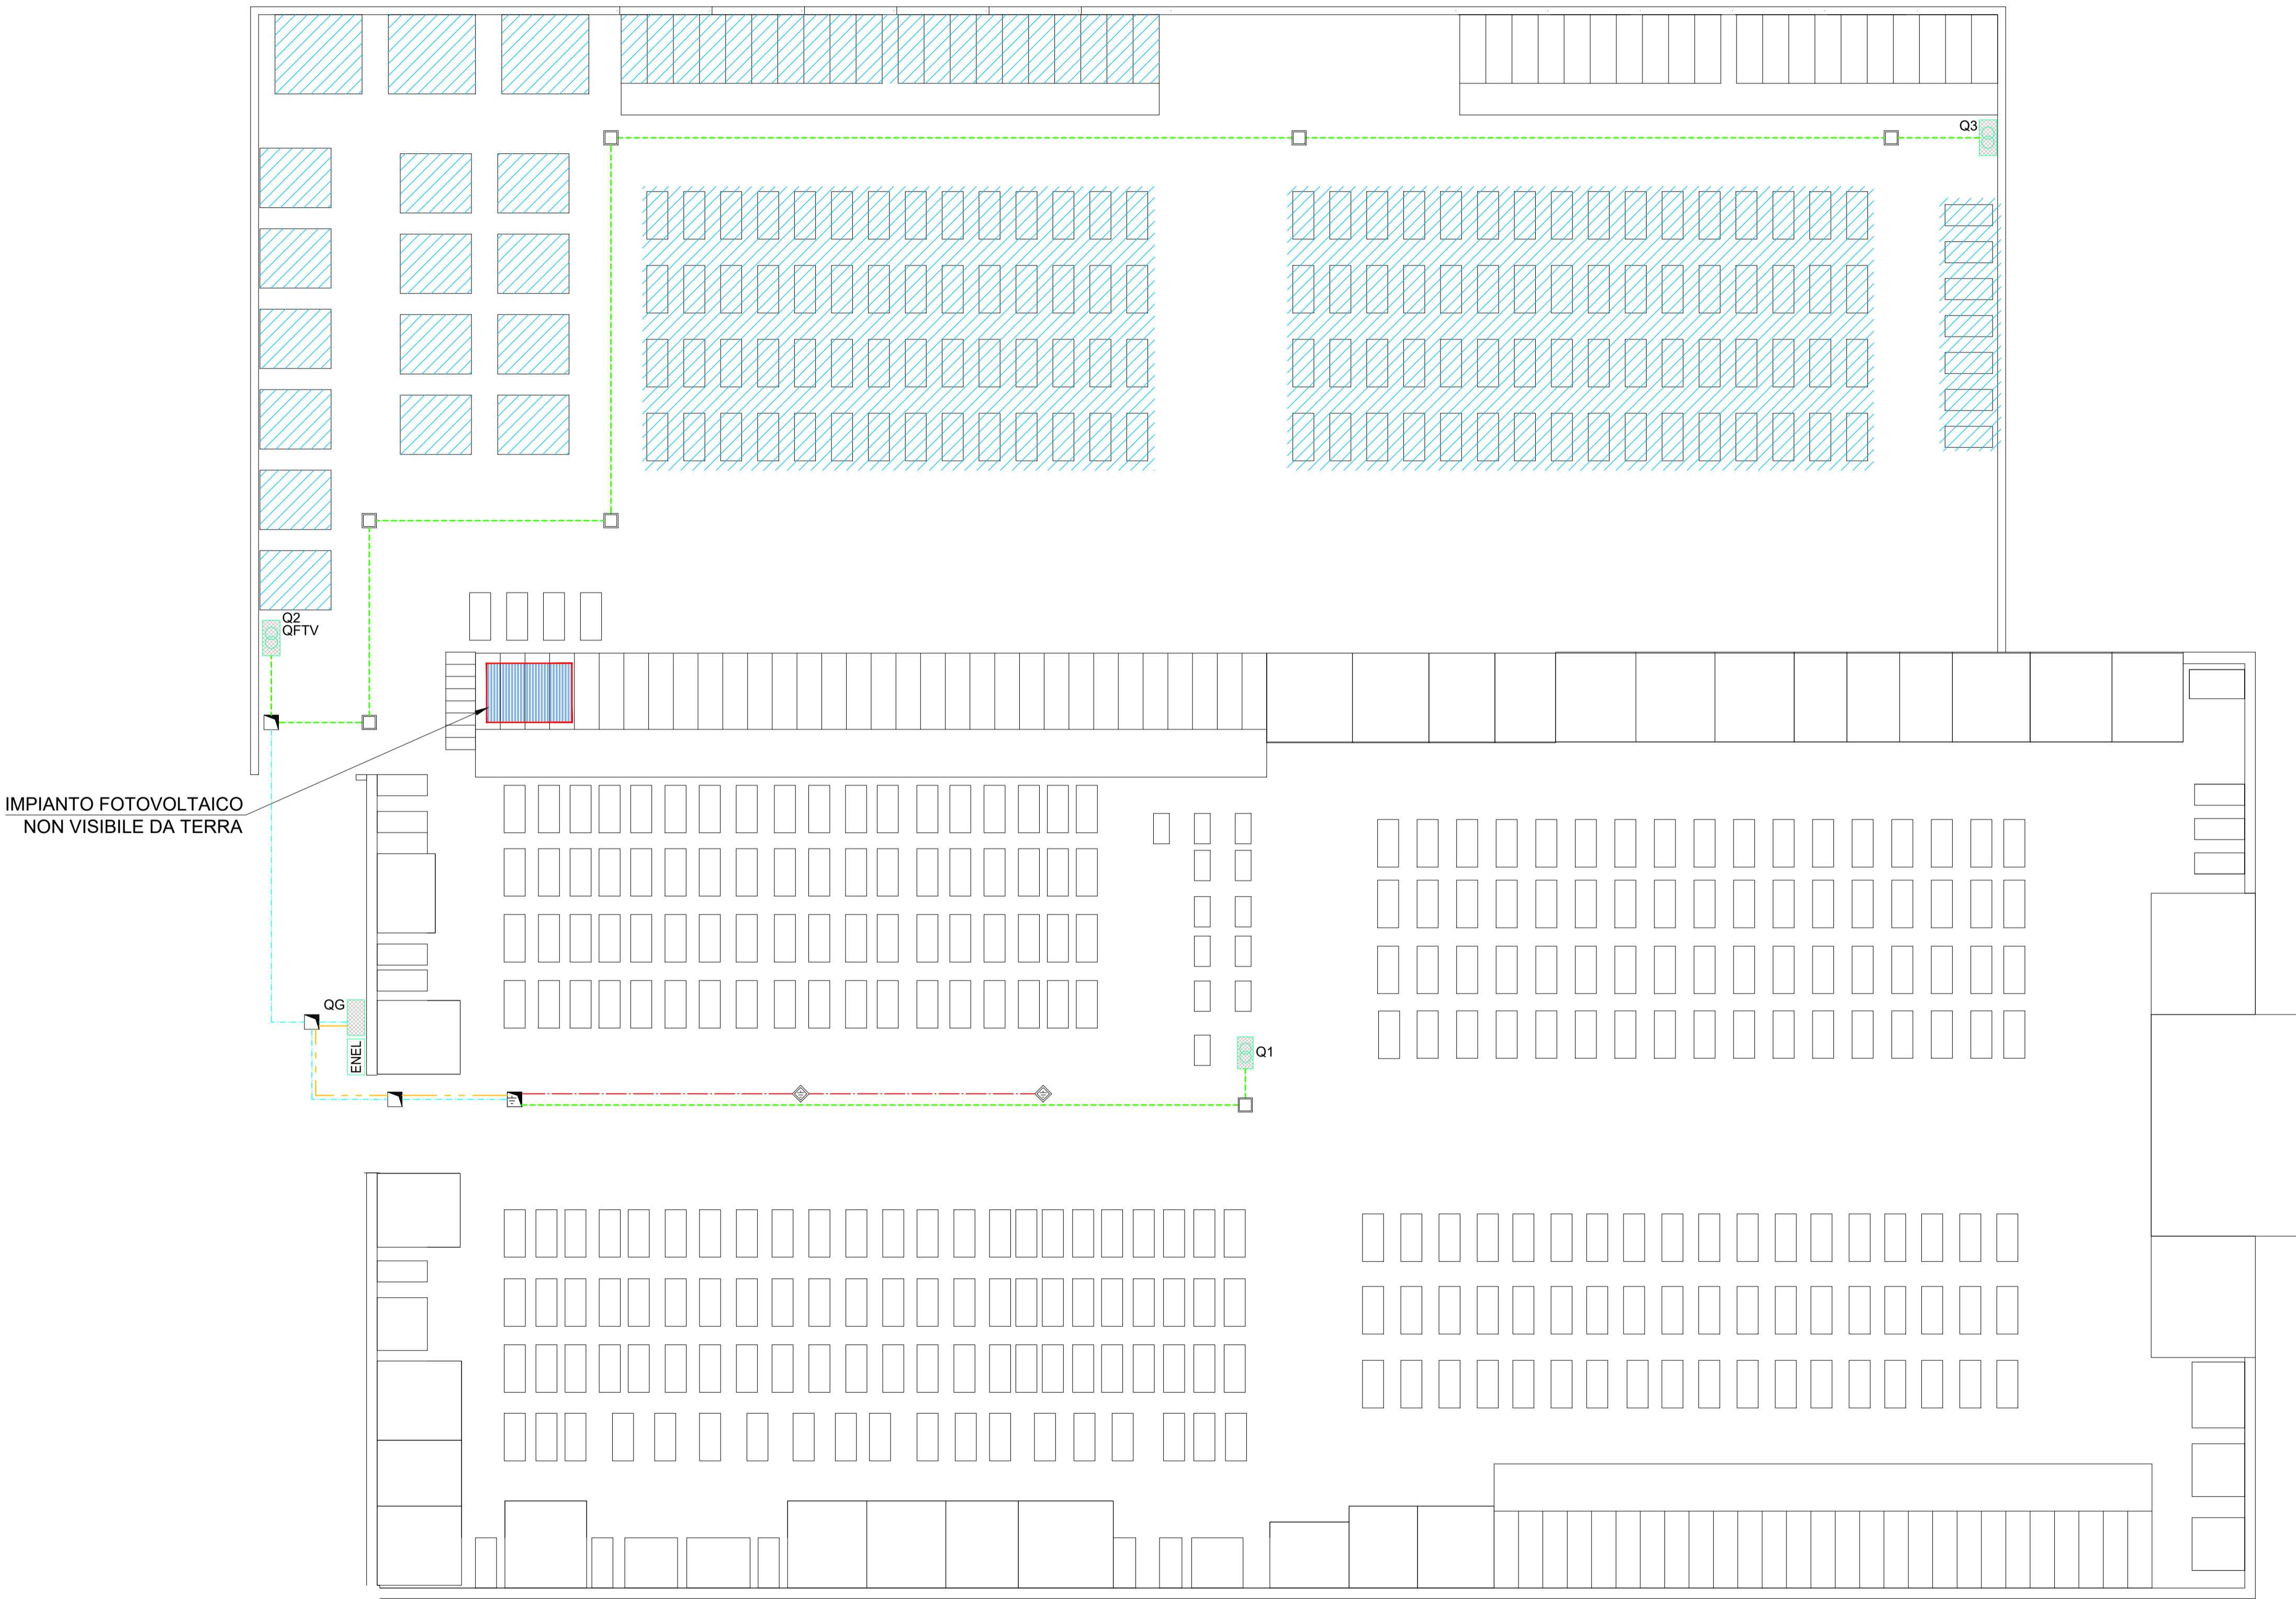 Q3
Q2
QFTV
IMPIANTO FOTOVOLTAICO
NON VISIBILE DA TERRA
QG
ENEL
Q1